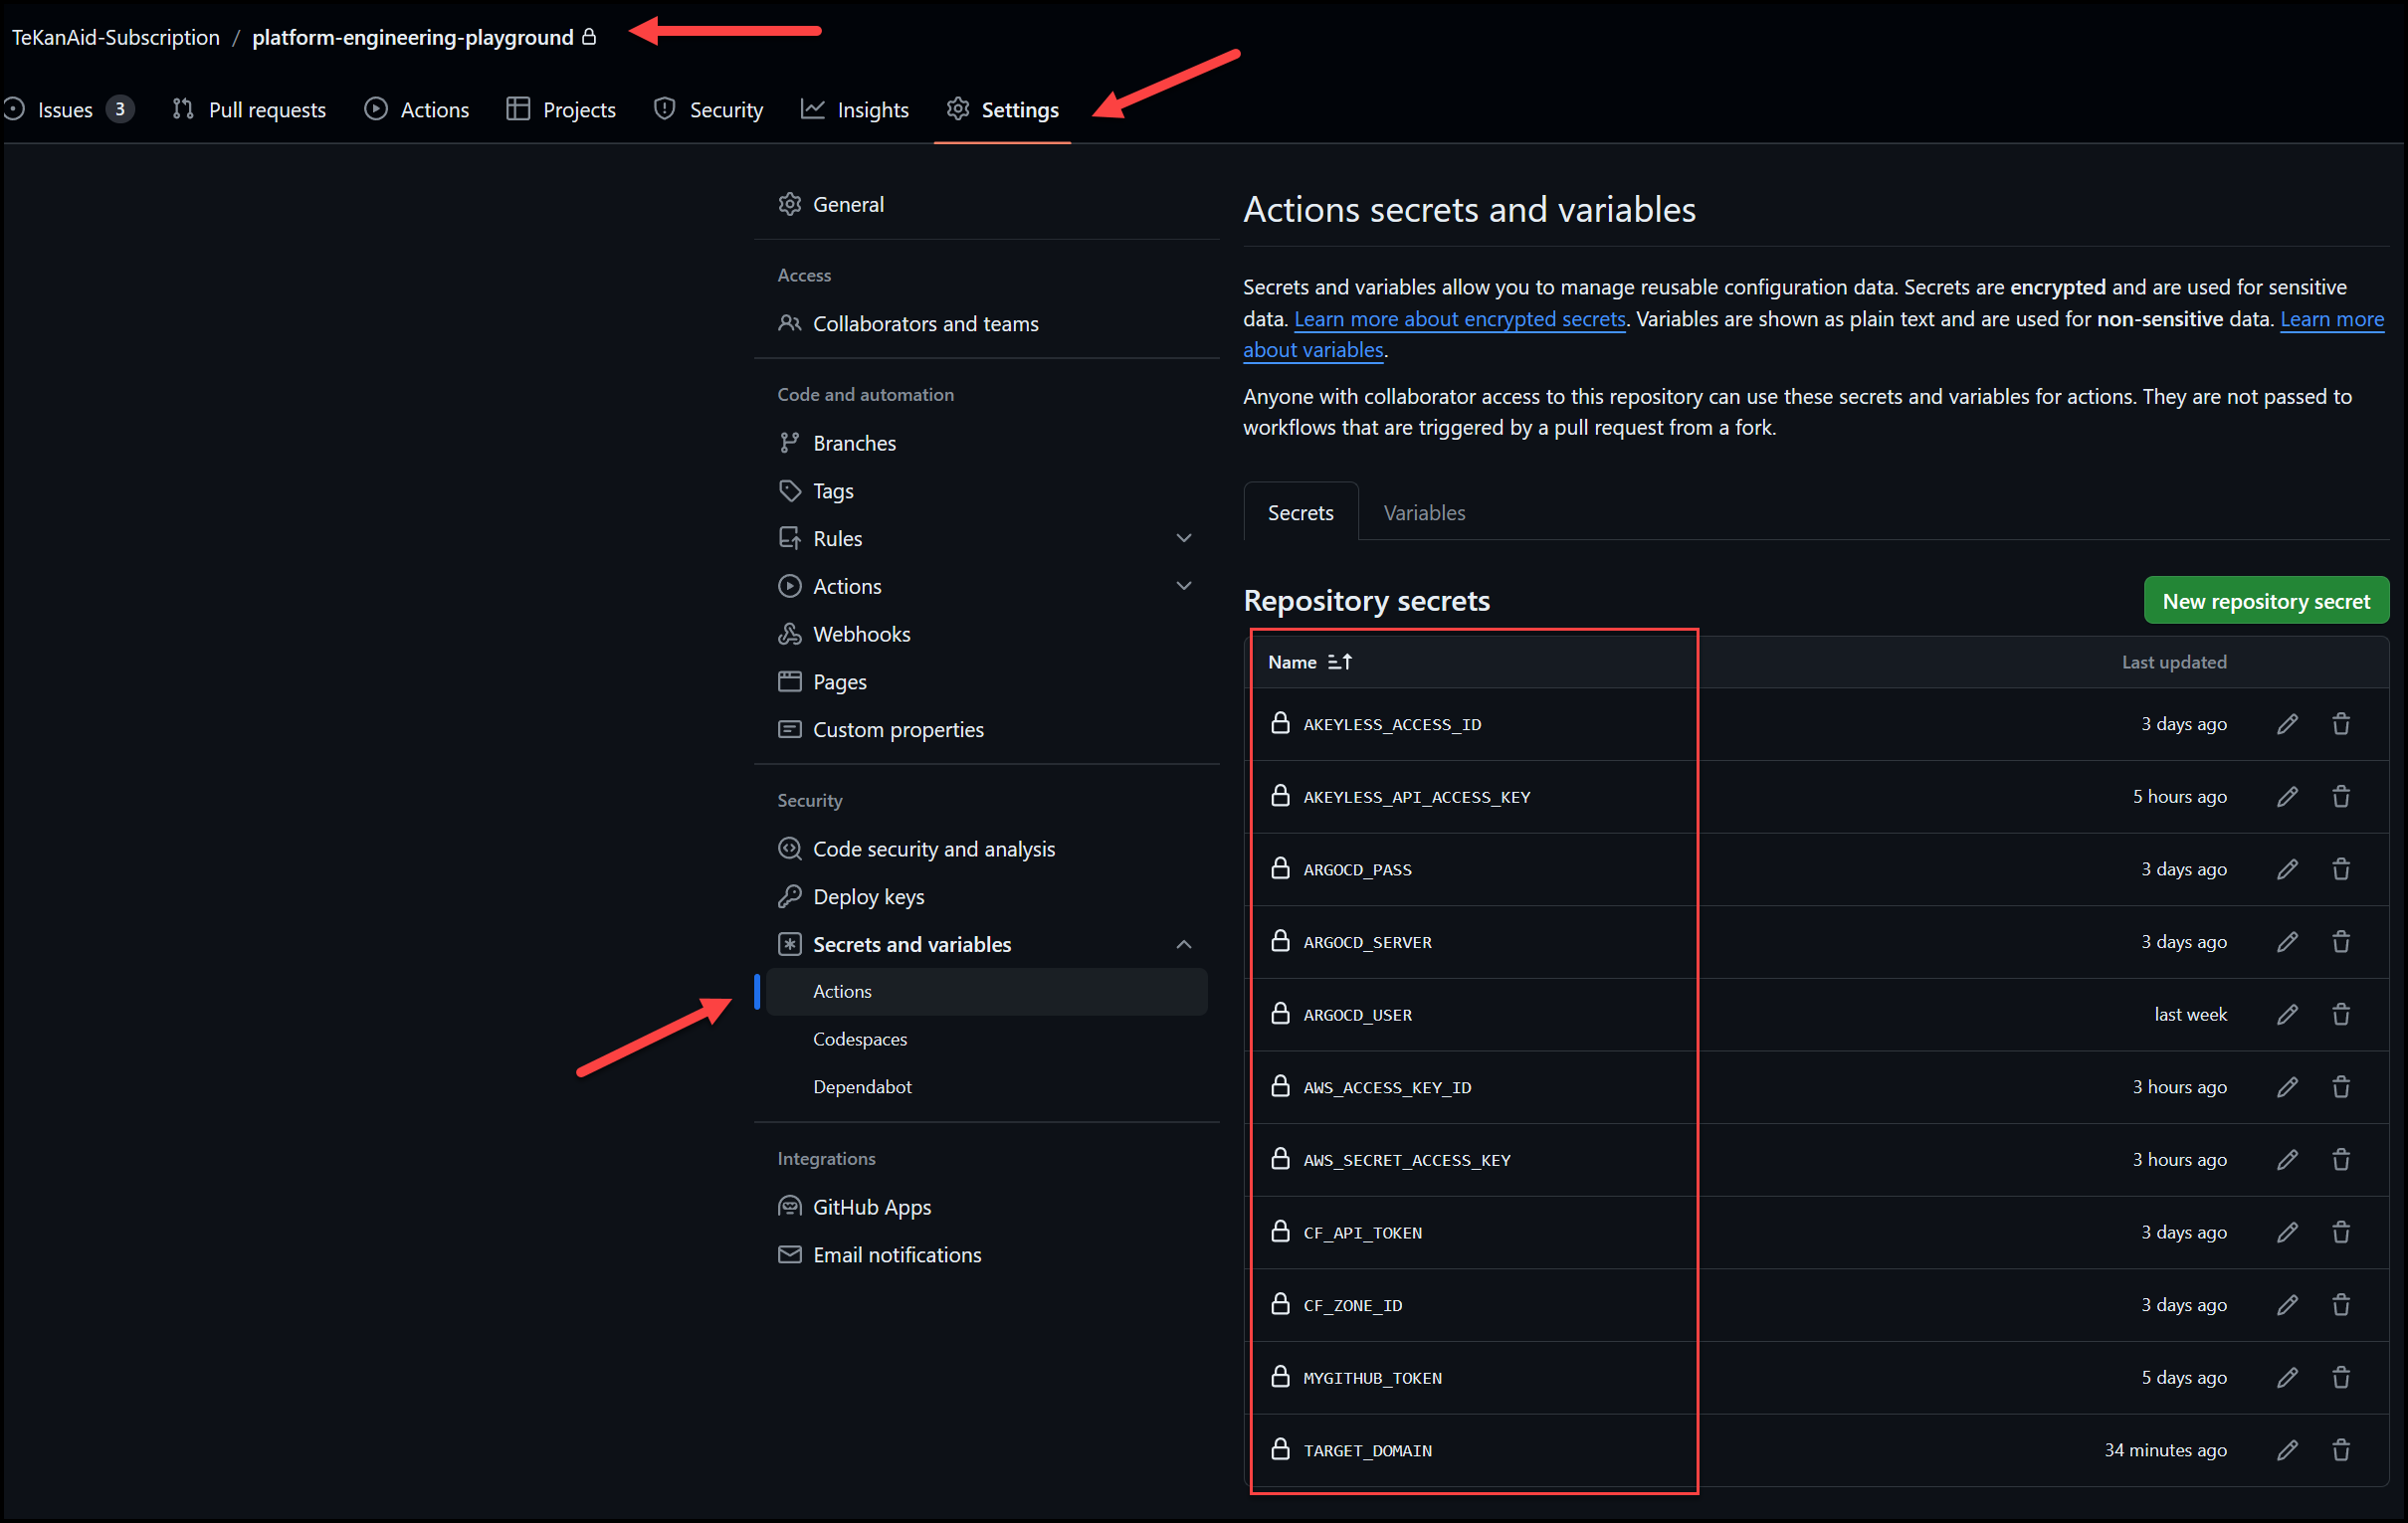 TeKanAid-Subscription / platform-engineering-playground
Issues 3 Pull requests Actions Projects Security Insights Settings
General
Access
Collaborators and teams
Code and automation
Branches
Tags
Rules
Actions
Webhooks
Pages
Custom properties
Security
Code security and analysis
Deploy keys
Secrets and variables
Actions
Codespaces
Dependabot
Integrations
GitHub Apps
Email notifications
Actions secrets and variables
Secrets and variables allow you to manage reusable configuration data. Secrets are encrypted and are used for sensitive
data. Learn more about encrypted secrets. Variables are shown as plain text and are used for non-sensitive data. Learn more
about variables.
Anyone with collaborator access to this repository can use these secrets and variables for actions. They are not passed to
workflows that are triggered by a pull request from a fork.
Secrets Variables
Repository secrets New repository secret
Name Last updated
AKEYLESS_ACCESS_ID 3 days ago
AKEYLESS_API_ACCESS_KEY 5 hours ago
ARGOCD_PASS 3 days ago
ARGOCD_SERVER 3 days ago
ARGOCD_USER last week
AWS_ACCESS_KEY_ID 3 hours ago
AWS_SECRET_ACCESS_KEY 3 hours ago
CF_API_TOKEN 3 days ago
CF_ZONE_ID 3 days ago
MYGITHUB_TOKEN 5 days ago
TARGET_DOMAIN 34 minutes ago